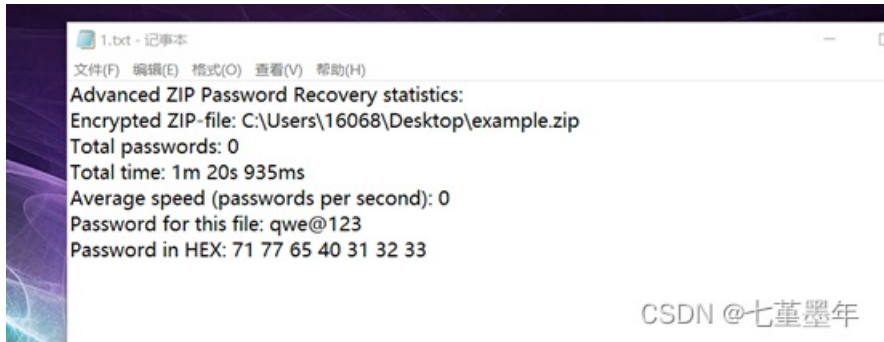 1.txt - 记事本
文件(F) 编辑(E) 格式(O) 查看(V) 帮助(H)
Advanced ZIP Password Recovery statistics:
Encrypted ZIP-file: C:\Users\16068\Desktop\example.zip
Total passwords: 0
Total time: 1m 20s 935ms
Average speed (passwords per second): 0
Password for this file: qwe@123
Password in HEX: 71 77 65 40 31 32 33
CSDN @七堇墨年